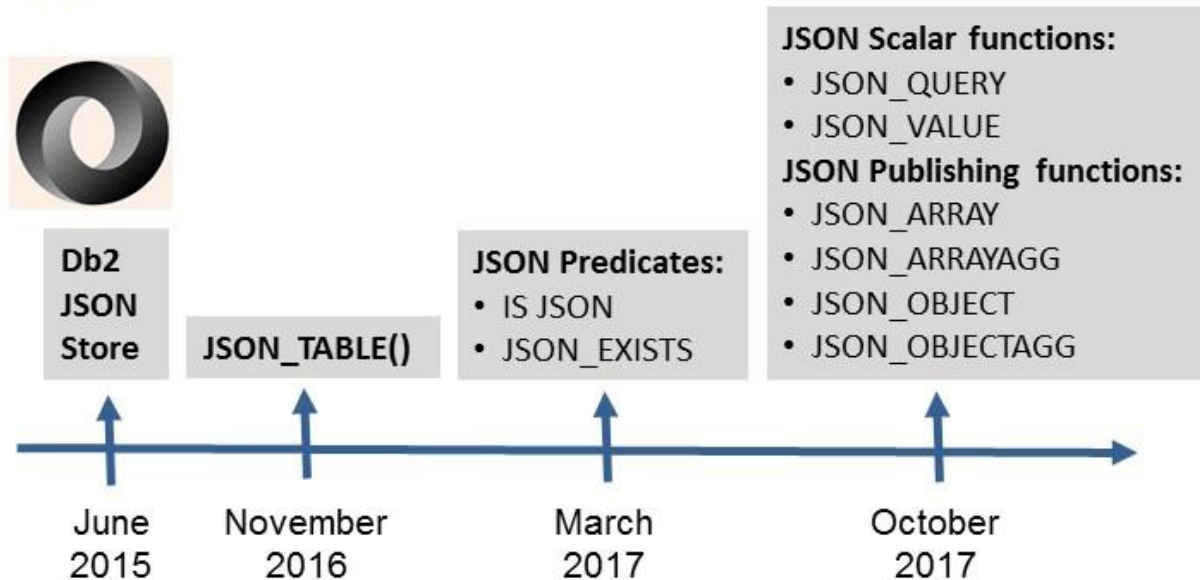 Db2
JSON
Store
JSON_TABLE()
JSON Predicates:
• IS JSON
• JSON_EXISTS
JSON Scalar functions:
• JSON_QUERY
• JSON_VALUE
JSON Publishing functions:
• JSON_ARRAY
• JSON_ARRAYAGG
• JSON_OBJECT
• JSON_OBJECTAGG
June
2015
November
2016
March
2017
October
2017